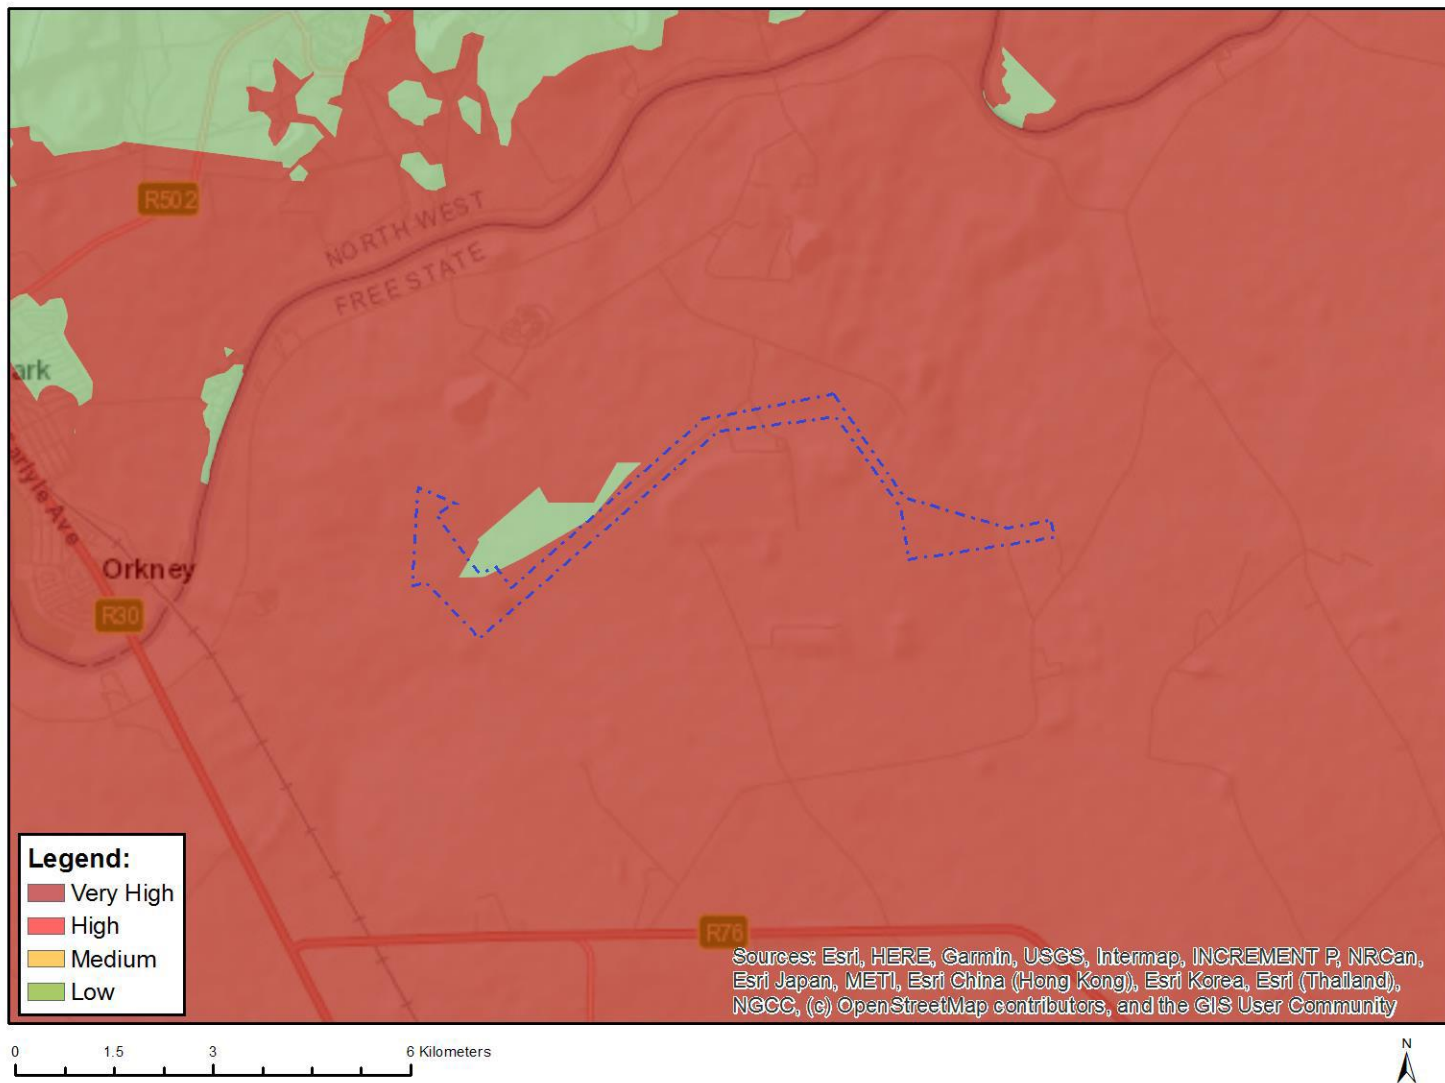 R502
NORTH WEST
FREE STATE
ark
arlyle Ave
Orkney
R30
R76
Legend:
Very High
High
Medium
Low
Sources: Esri, HERE, Garmin, USGS, Intermap, INCREMENT P, NRCan,
Esri Japan, METI, Esri China (Hong Kong), Esri Korea, Esri (Thailand),
NGCC, (c) OpenStreetMap contributors, and the GIS User Community
0 1.5 3 6 Kilometers
N